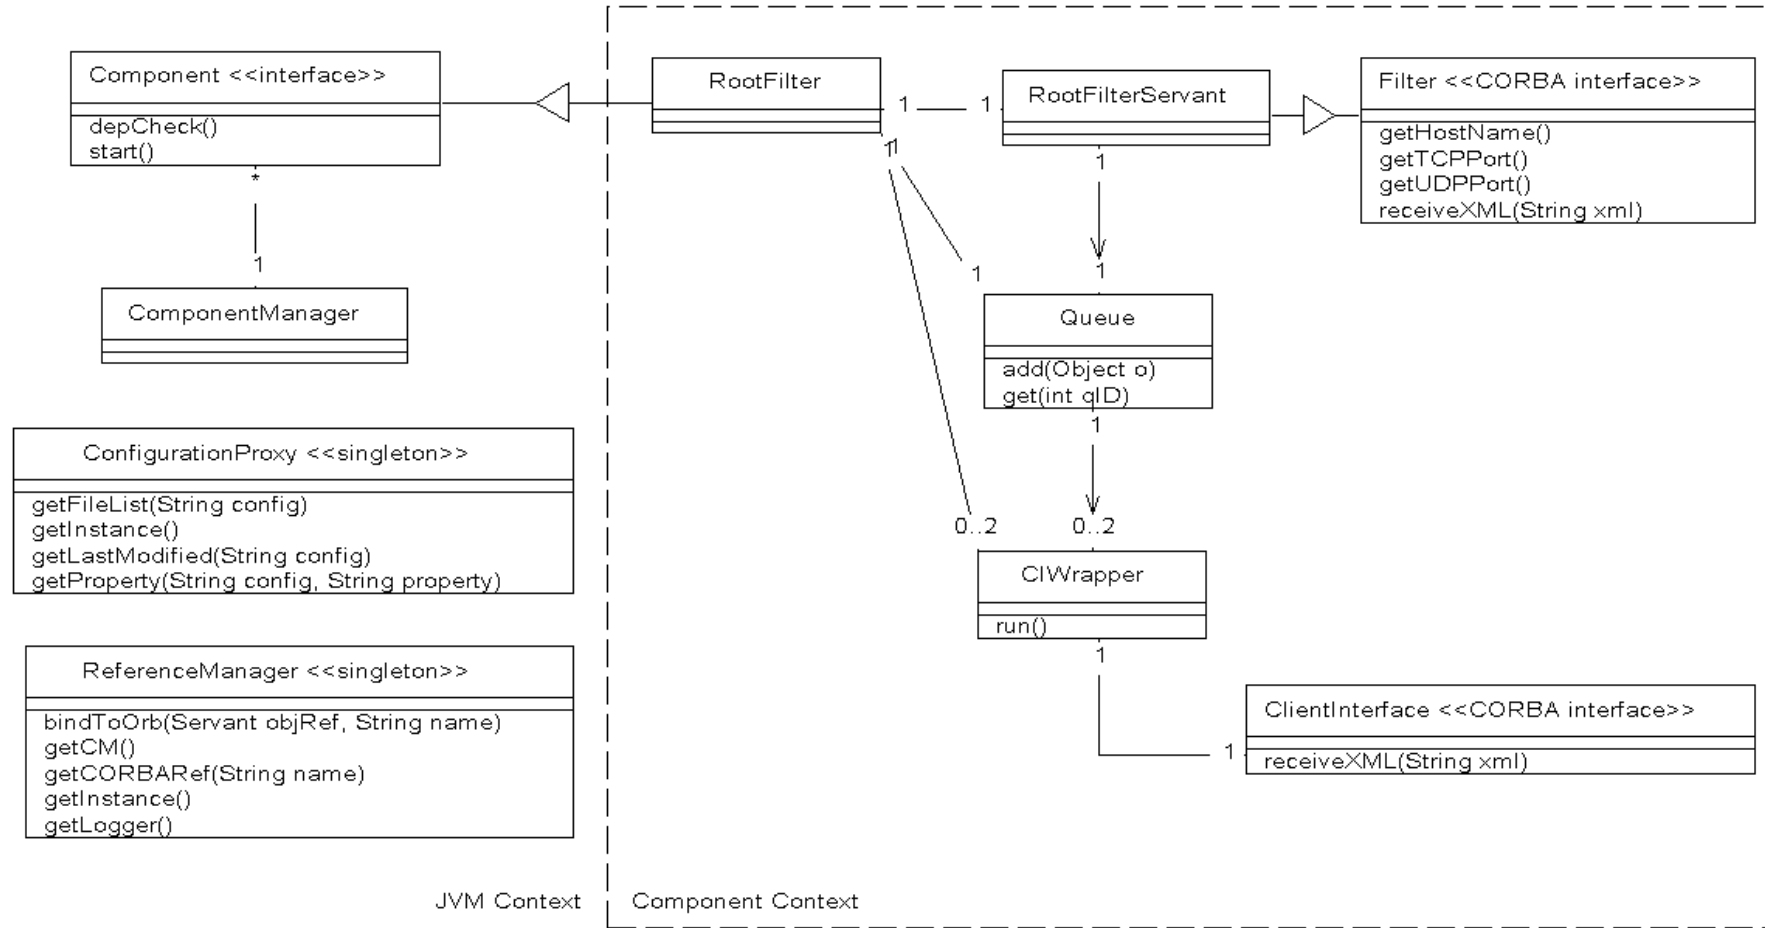 Component <<interface>>
depCheck()
start()
*
1
ComponentManager
ConfigurationProxy <<singleton>>
getFileList(String config)
getInstance()
getLastModified(String config)
getProperty(String config, String property)
ReferenceManager <<singleton>>
bindToOrb(Servant objRef, String name)
getCM()
getCORBARef(String name)
getInstance()
getLogger()
JVM Context
RootFilter
1
1
RootFilterServant
Filter <<CORBA interface>>
getHostName()
getTCPPort()
getUDPPort()
receiveXML(String xml)
1
1
1
1
1
Queue
add(Object o)
get(int qID)
1
0..2
0..2
CIWrapper
run()
1
1
ClientInterface <<CORBA interface>>
receiveXML(String xml)
Component Context